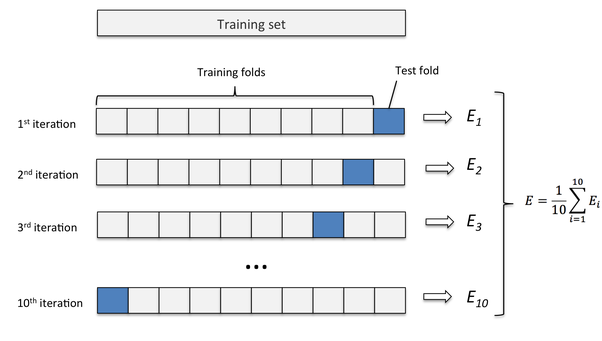 Training set
Training folds
Test fold
1st iteration
E1
2nd iteration
E2
3rd iteration
E3
E = 1/10 10∑i=1 Ei
...
10th iteration
E10